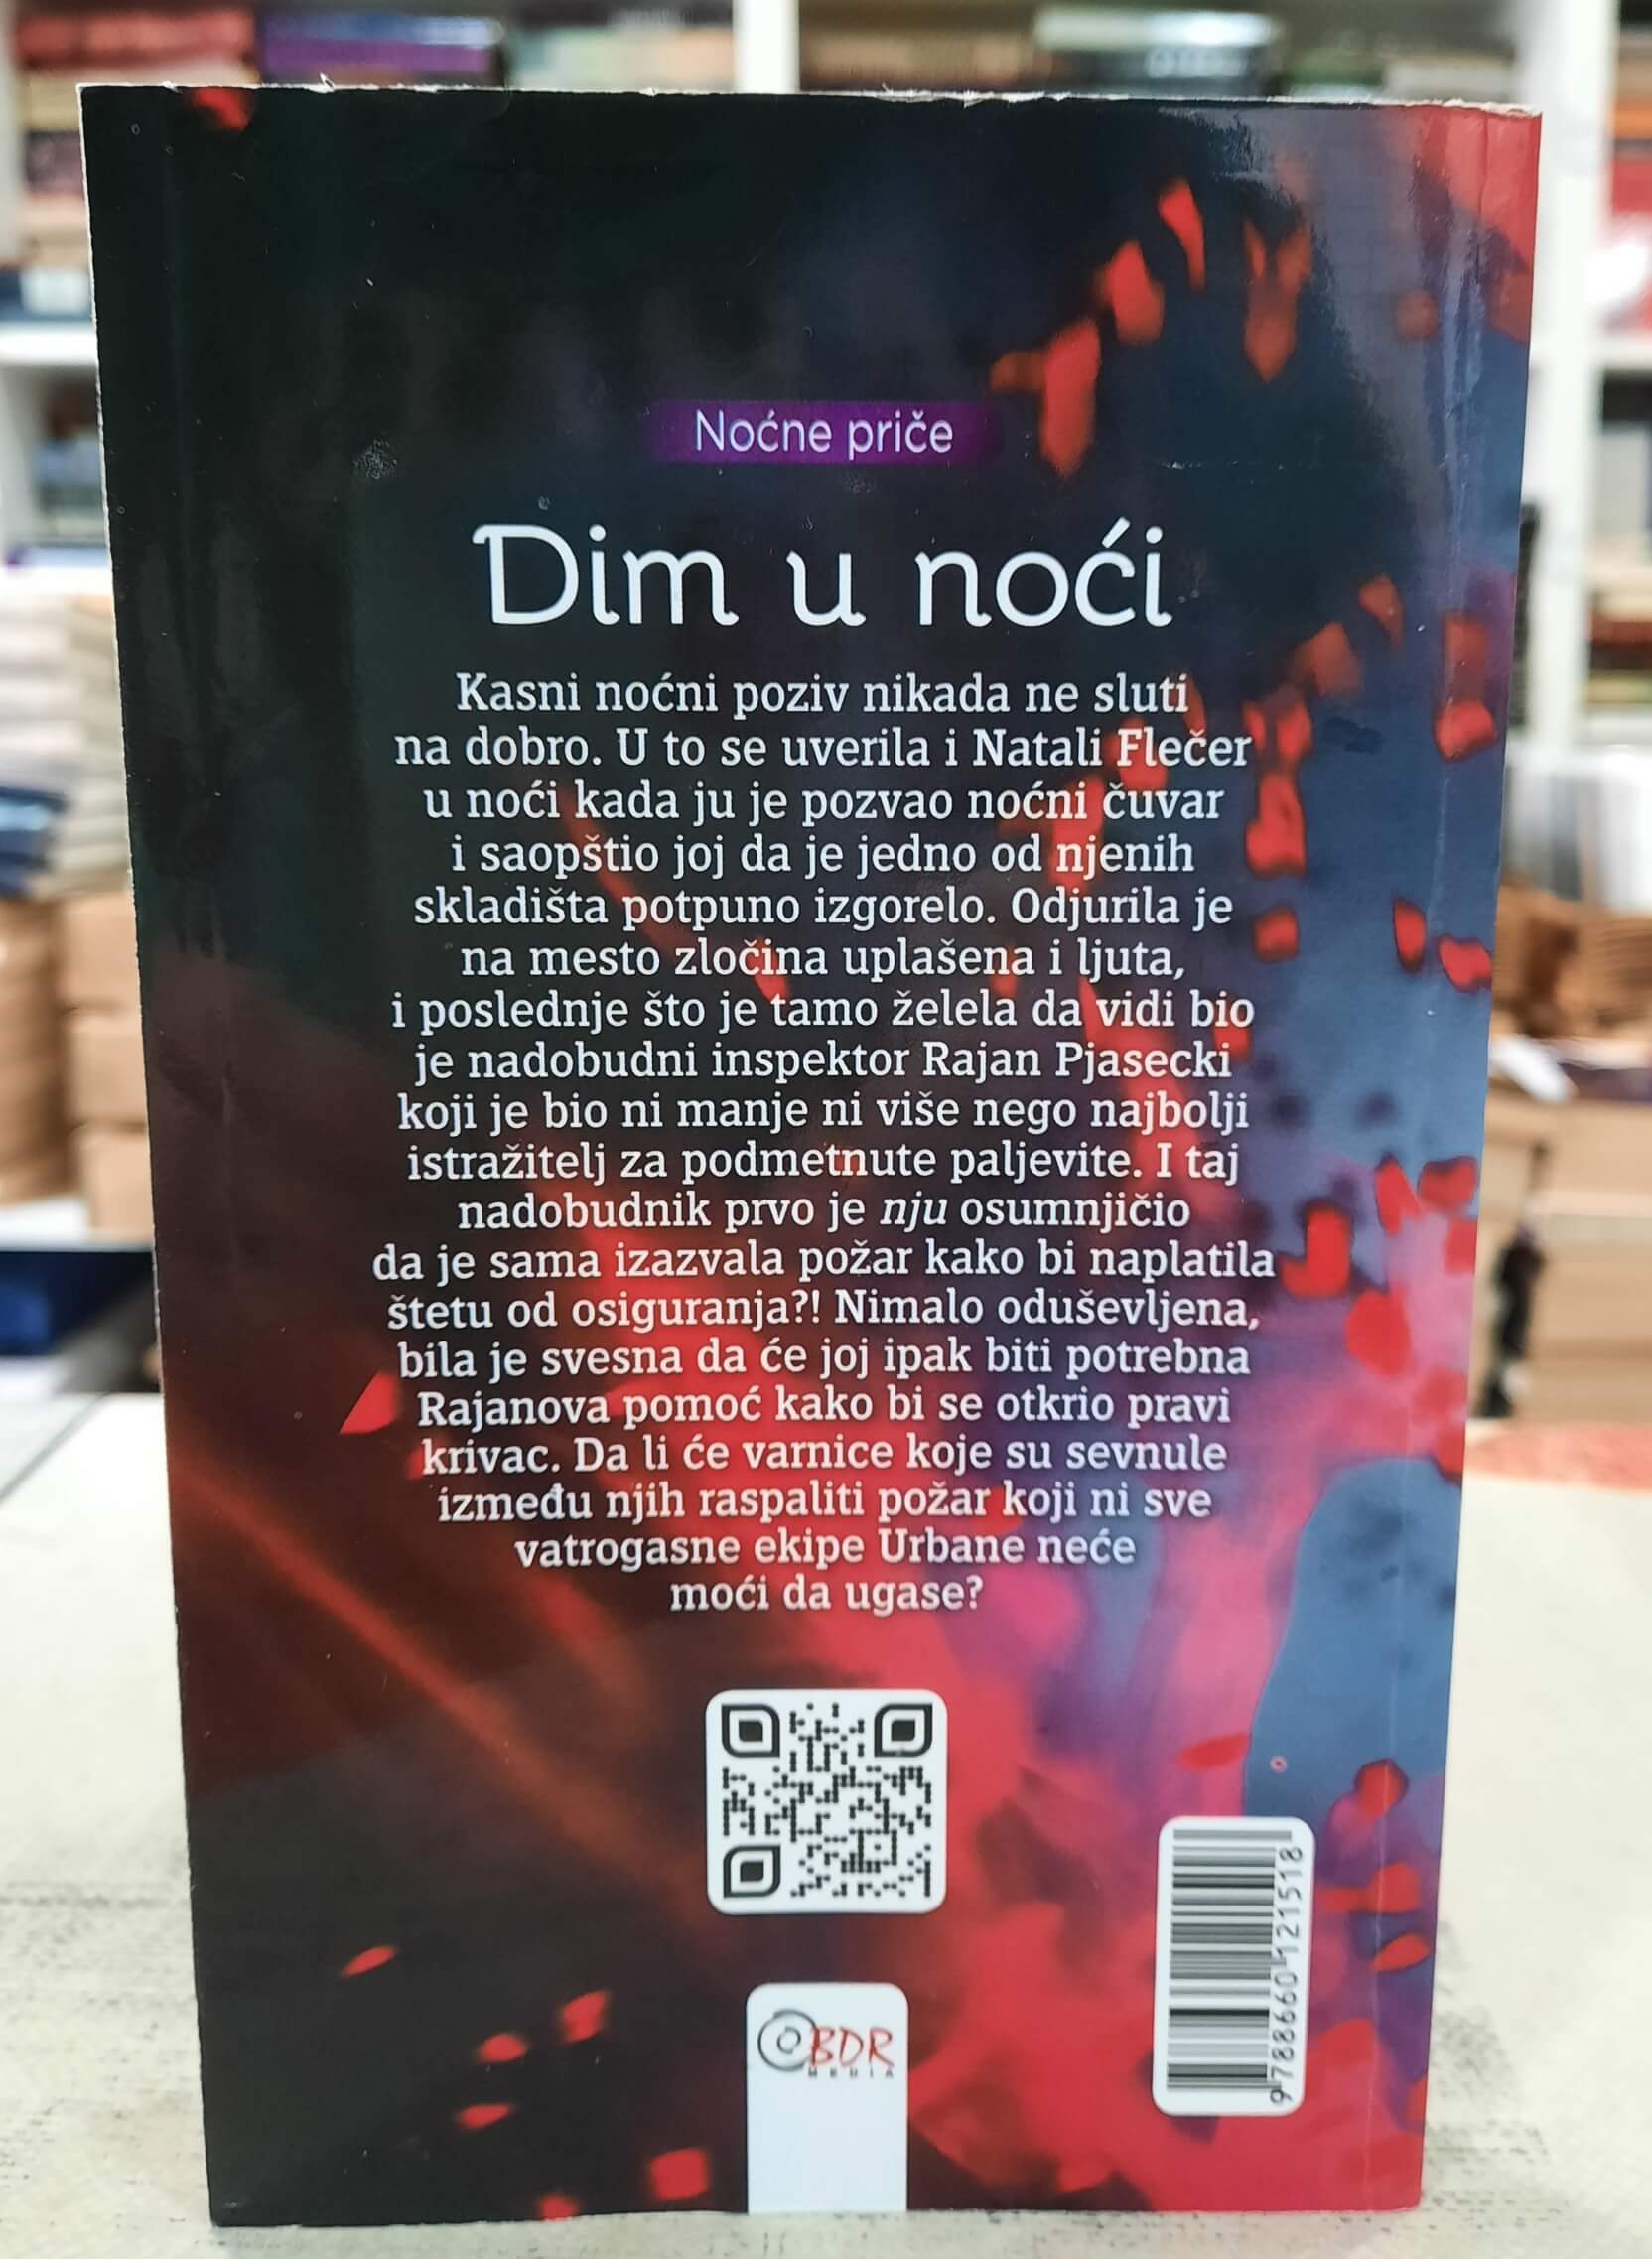 Noćne priče
Dim u noći
Kasni noćni poziv nikada ne sluti
na dobro. U to se uverila i Natali Flečer
u noći kada ju je pozvao noćni čuvar
i saopštio joj da je jedno od njenih
skladišta potpuno izgorelo. Odjurila je
na mesto zločina uplašena i ljuta,
i poslednje što je tamo želela da vidi bio
je nadobudni inspektor Rajan Pjasecki
koji je bio ni manje ni više nego najbolji
istražitelj za podmetnute paljevite. I taj
nadobudnik prvo je nju osumnjičio
da je sama izazvala požar kako bi naplatila
štetu od osiguranja?! Nimalo oduševljena,
bila je svesna da će joj ipak biti potrebna
Rajanova pomoć kako bi se otkrio pravi
krivac. Da li će varnice koje su sevnule
između njih raspaliti požar koji ni sve
vatrogasne ekipe Urbane neće
moći da ugase?
BDR
MEDIA
9788660121518